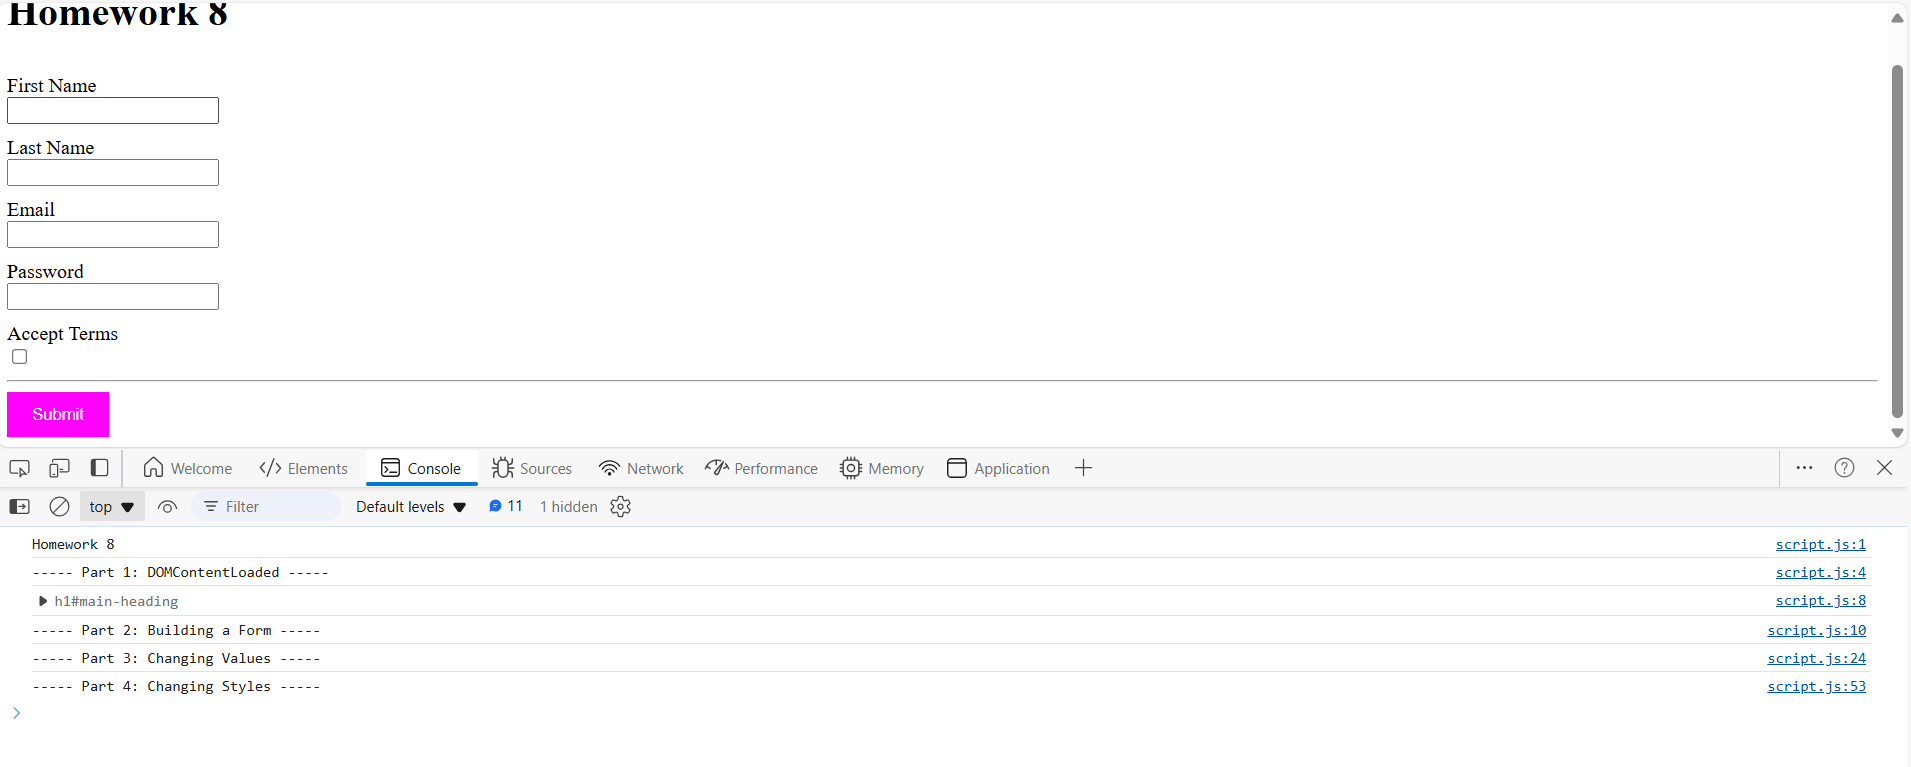 Homework 8
First Name
Last Name
Email
Password
Accept Terms
Submit
Welcome Elements Console Sources Network Performance Memory Application
top Filter Default levels 11 1 hidden
Homework 8 script.js:1
----- Part 1: DOMContentLoaded ----- script.js:4
h1#main-heading script.js:8
----- Part 2: Building a Form ----- script.js:10
----- Part 3: Changing Values ----- script.js:24
----- Part 4: Changing Styles ----- script.js:53